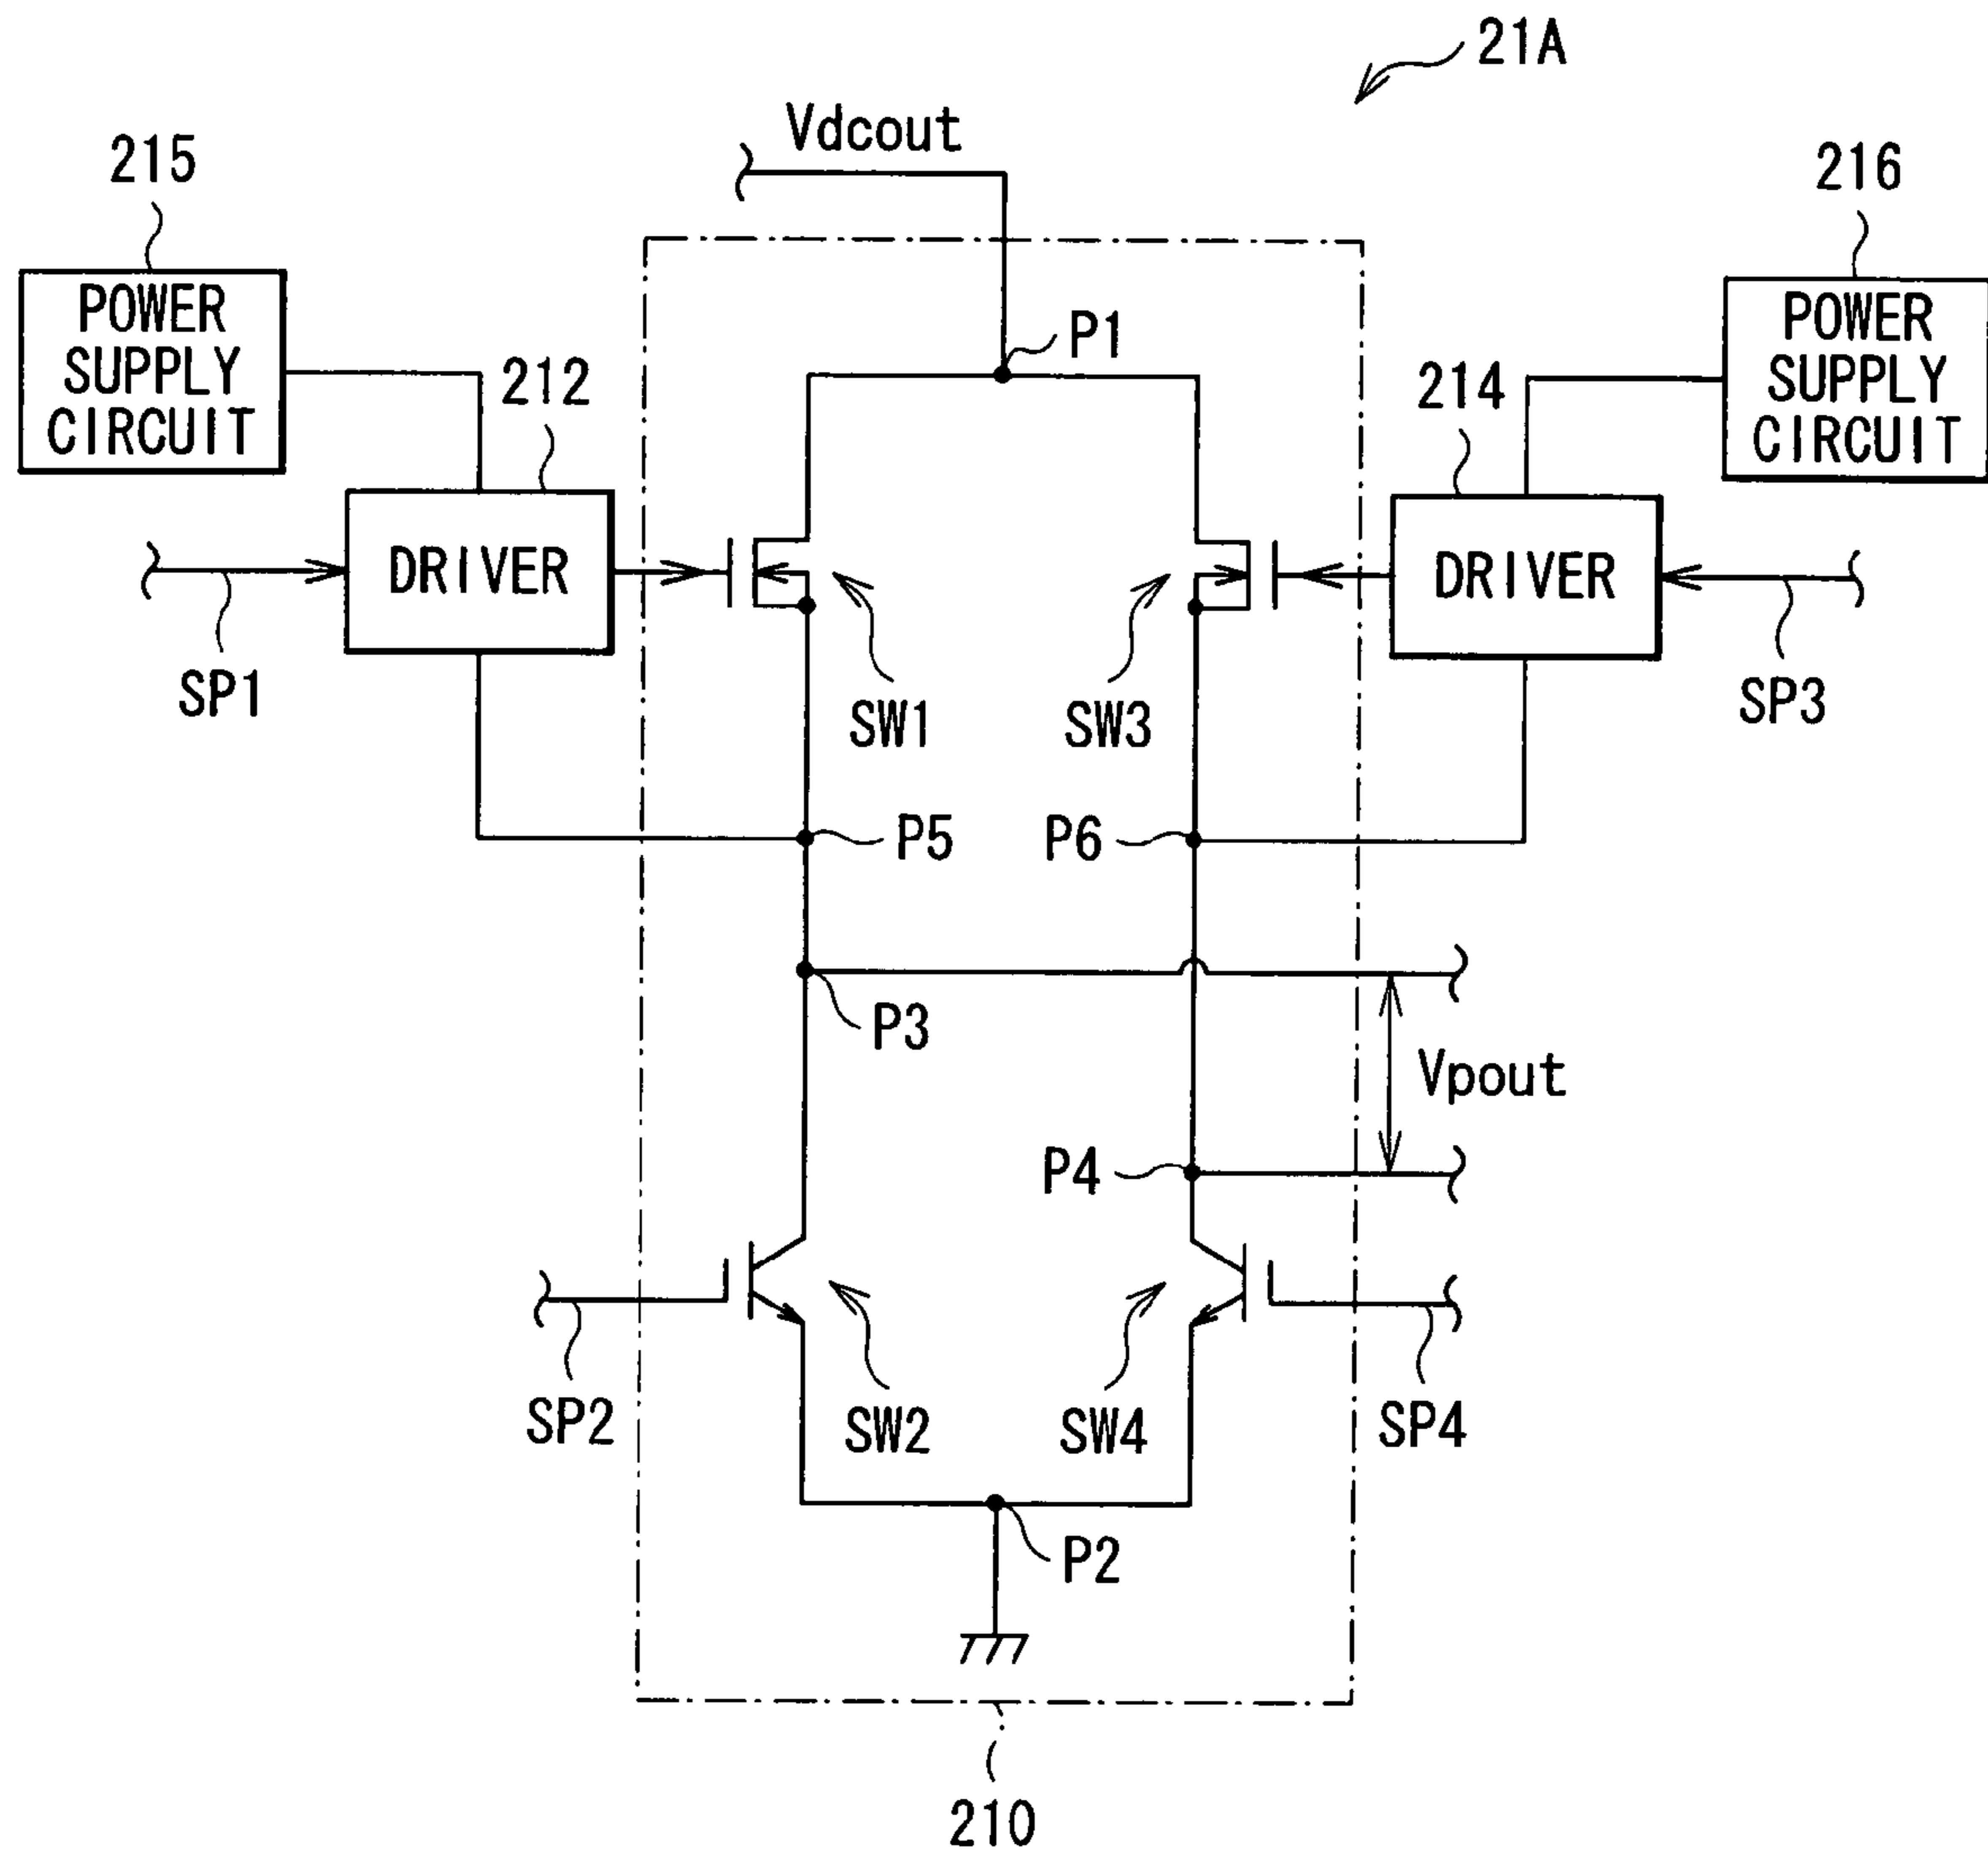 21A
Vdcout
215
216
POWER
SUPPLY
CIRCUIT
P1
POWER
SUPPLY
CIRCUIT
212
214
DRIVER
DRIVER
SP1
SW1
SW3
SP3
P5
P6
P3
Vpout
P4
SP2
SW2
SW4
SP4
P2
210